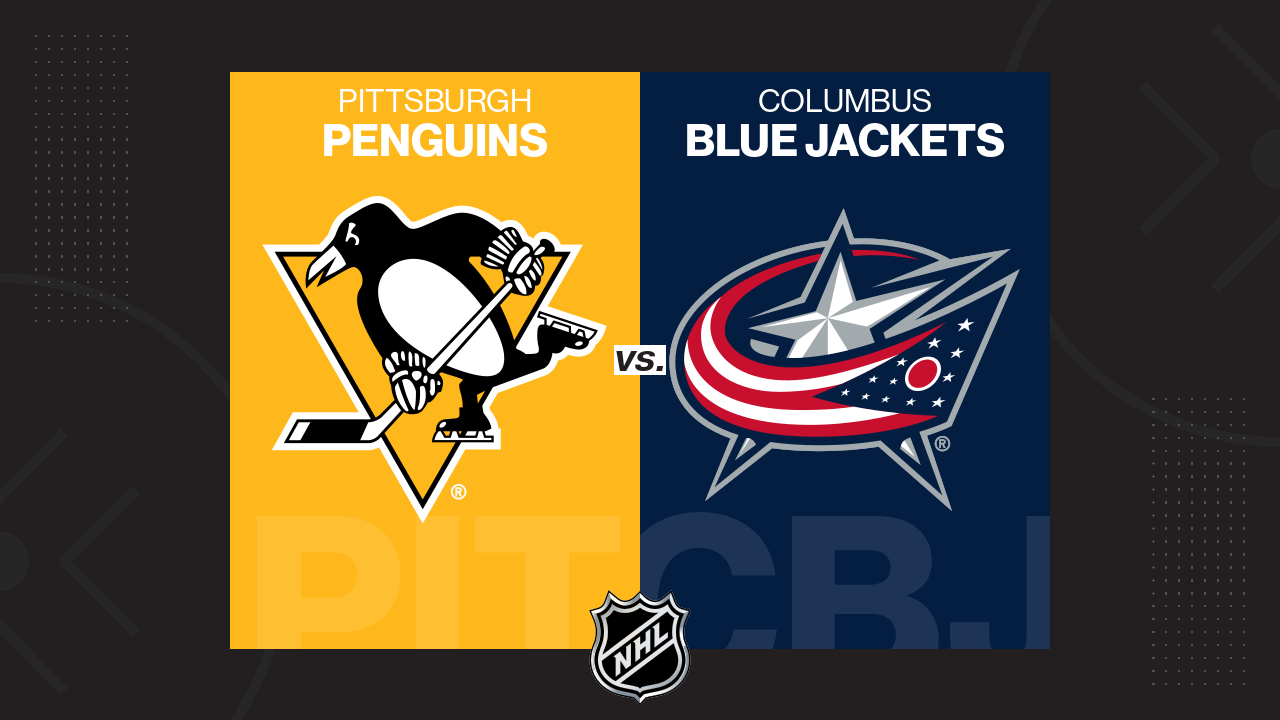 PITTSBURGH
PENGUINS
COLUMBUS
BLUE JACKETS
VS.
®
®
PIT
CBJ
NHL